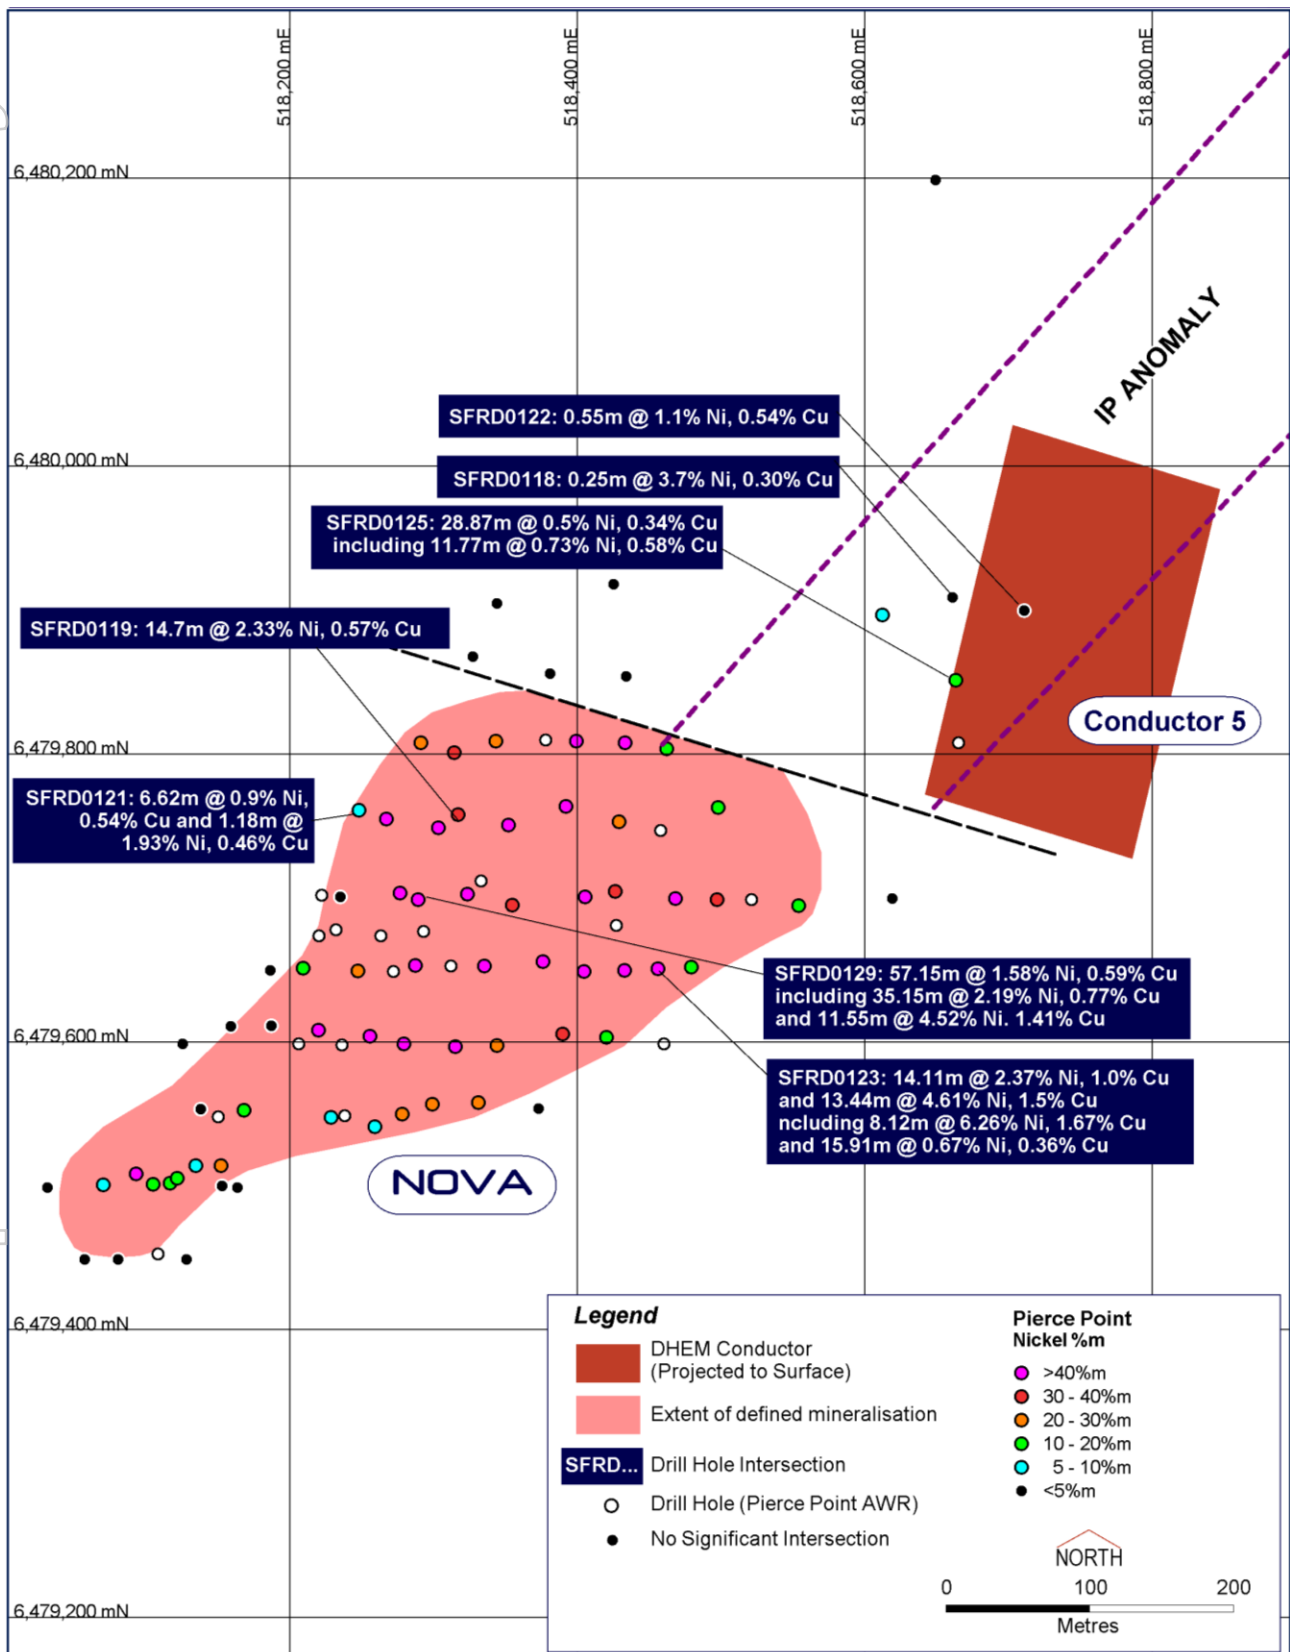 518,200 mE
518,400 mE
518,600 mE
518,800 mE
6,480,200 mN
IP ANOMALY
SFRD0122: 0.55m @ 1.1% Ni, 0.54% Cu
6,480,000 mN
SFRD0118: 0.25m @ 3.7% Ni, 0.30% Cu
SFRD0125: 28.87m @ 0.5% Ni, 0.34% Cu
including 11.77m @ 0.73% Ni, 0.58% Cu
SFRD0119: 14.7m @ 2.33% Ni, 0.57% Cu
Conductor 5
6,479,800 mN
SFRD0121: 6.62m @ 0.9% Ni,
0.54% Cu and 1.18m @
1.93% Ni, 0.46% Cu
SFRD0129: 57.15m @ 1.58% Ni, 0.59% Cu
including 35.15m @ 2.19% Ni, 0.77% Cu
and 11.55m @ 4.52% Ni. 1.41% Cu
6,479,600 mN
SFRD0123: 14.11m @ 2.37% Ni, 1.0% Cu
and 13.44m @ 4.61% Ni, 1.5% Cu
ncluding 8.12m @ 6.26% Ni, 1.67% Cu
and 15.91m @ 0.67% Ni, 0.36% Cu
NOVA
6,479,400 mN
Legend
DHEM Conductor
(Projected to Surface)
Extent of defined mineralisation
SFRD... Drill Hole Intersection
Drill Hole (Pierce Point AWR)
No Significant Intersection
Pierce Point
Nickel %m
>40%m
30 - 40%m
20 - 30%m
10 - 20%m
5 - 10%m
<5%m
NORTH
0 100 200
Metres
6,479,200 mN